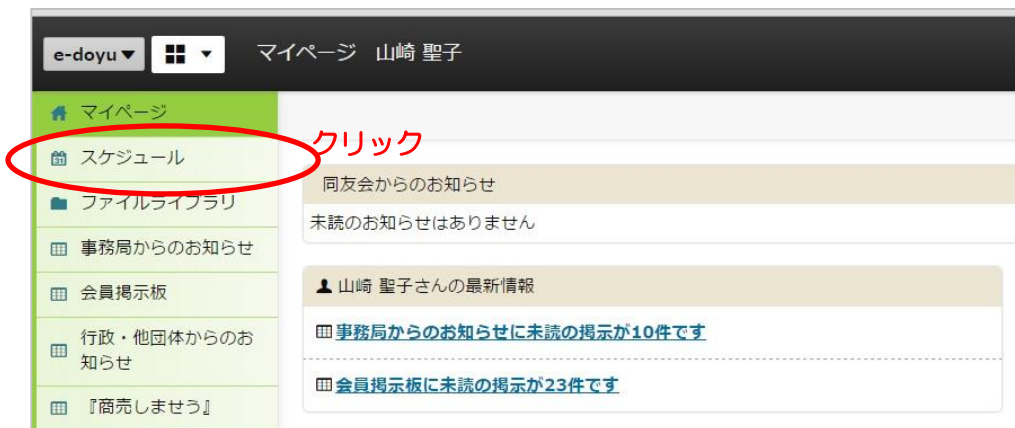 e-doyu▼ マイページ 山崎 聖子
マイページ
スケジュール
クリック
ファイルライブラリ
事務局からのお知らせ
会員掲示板
行政・他団体からのお
知らせ
『商売しませう』
同友会からのお知らせ
未読のお知らせはありません
山崎 聖子さんの最新情報
事務局からのお知らせに未読の掲示が10件です
会員掲示板に未読の掲示が23件です